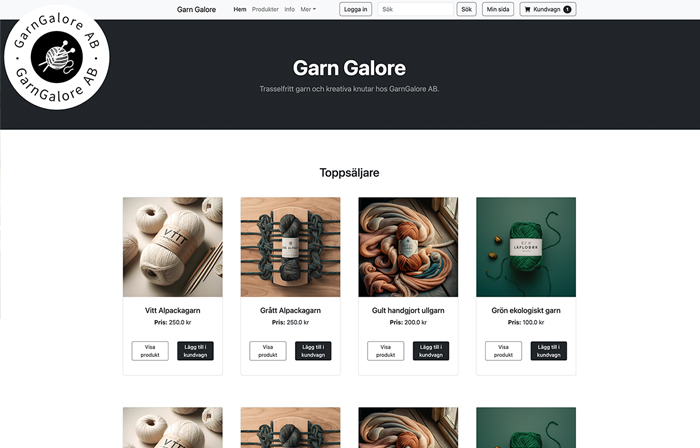 Garn Galore
Hem
Produkter
Info
Mer
Logga in
Sök
Sök
Min sida
Kundvagn 1
GarnGalore AB
GarnGalore AB
Garn Galore
Trasselfritt garn och kreativa knutar hos GarnGalore AB.
Toppsäljare
VTTT
LAFLOBER
Vitt Alpackagarn
Pris: 250.0 kr
Visa
produkt
Lägg till i
kundvagn
Grått Alpackagarn
Pris: 250.0 kr
Visa
produkt
Lägg till i
kundvagn
Gult handgjort ullgarn
Pris: 200.0 kr
Visa
produkt
Lägg till i
kundvagn
Grön ekologiskt garn
Pris: 100.0 kr
Visa
produkt
Lägg till i
kundvagn